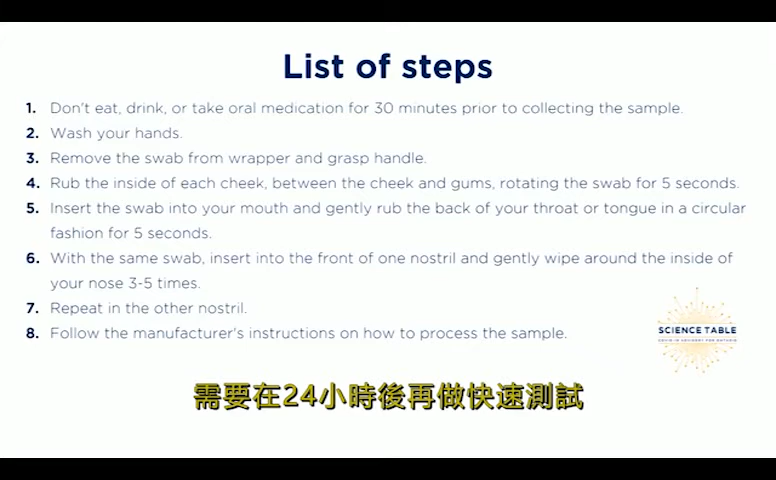 List of steps
1. Don't eat, drink, or take oral medication for 30 minutes prior to collecting the sample.
2. Wash your hands.
3. Remove the swab from wrapper and grasp handle.
4. Rub the inside of each cheek, between the cheek and gums, rotating the swab for 5 seconds.
5. Insert the swab into your mouth and gently rub the back of your throat or tongue in a circular
fashion for 5 seconds.
6. With the same swab, insert into the front of one nostril and gently wipe around the inside of
your nose 3-5 times.
7. Repeat in the other nostril.
8. Follow the manufacturer's instructions on how to process the sample.
SCIENCE TABLE
COVID-19 ADVISORY FOR ONTARIO
需要在24小時後再做快速測試